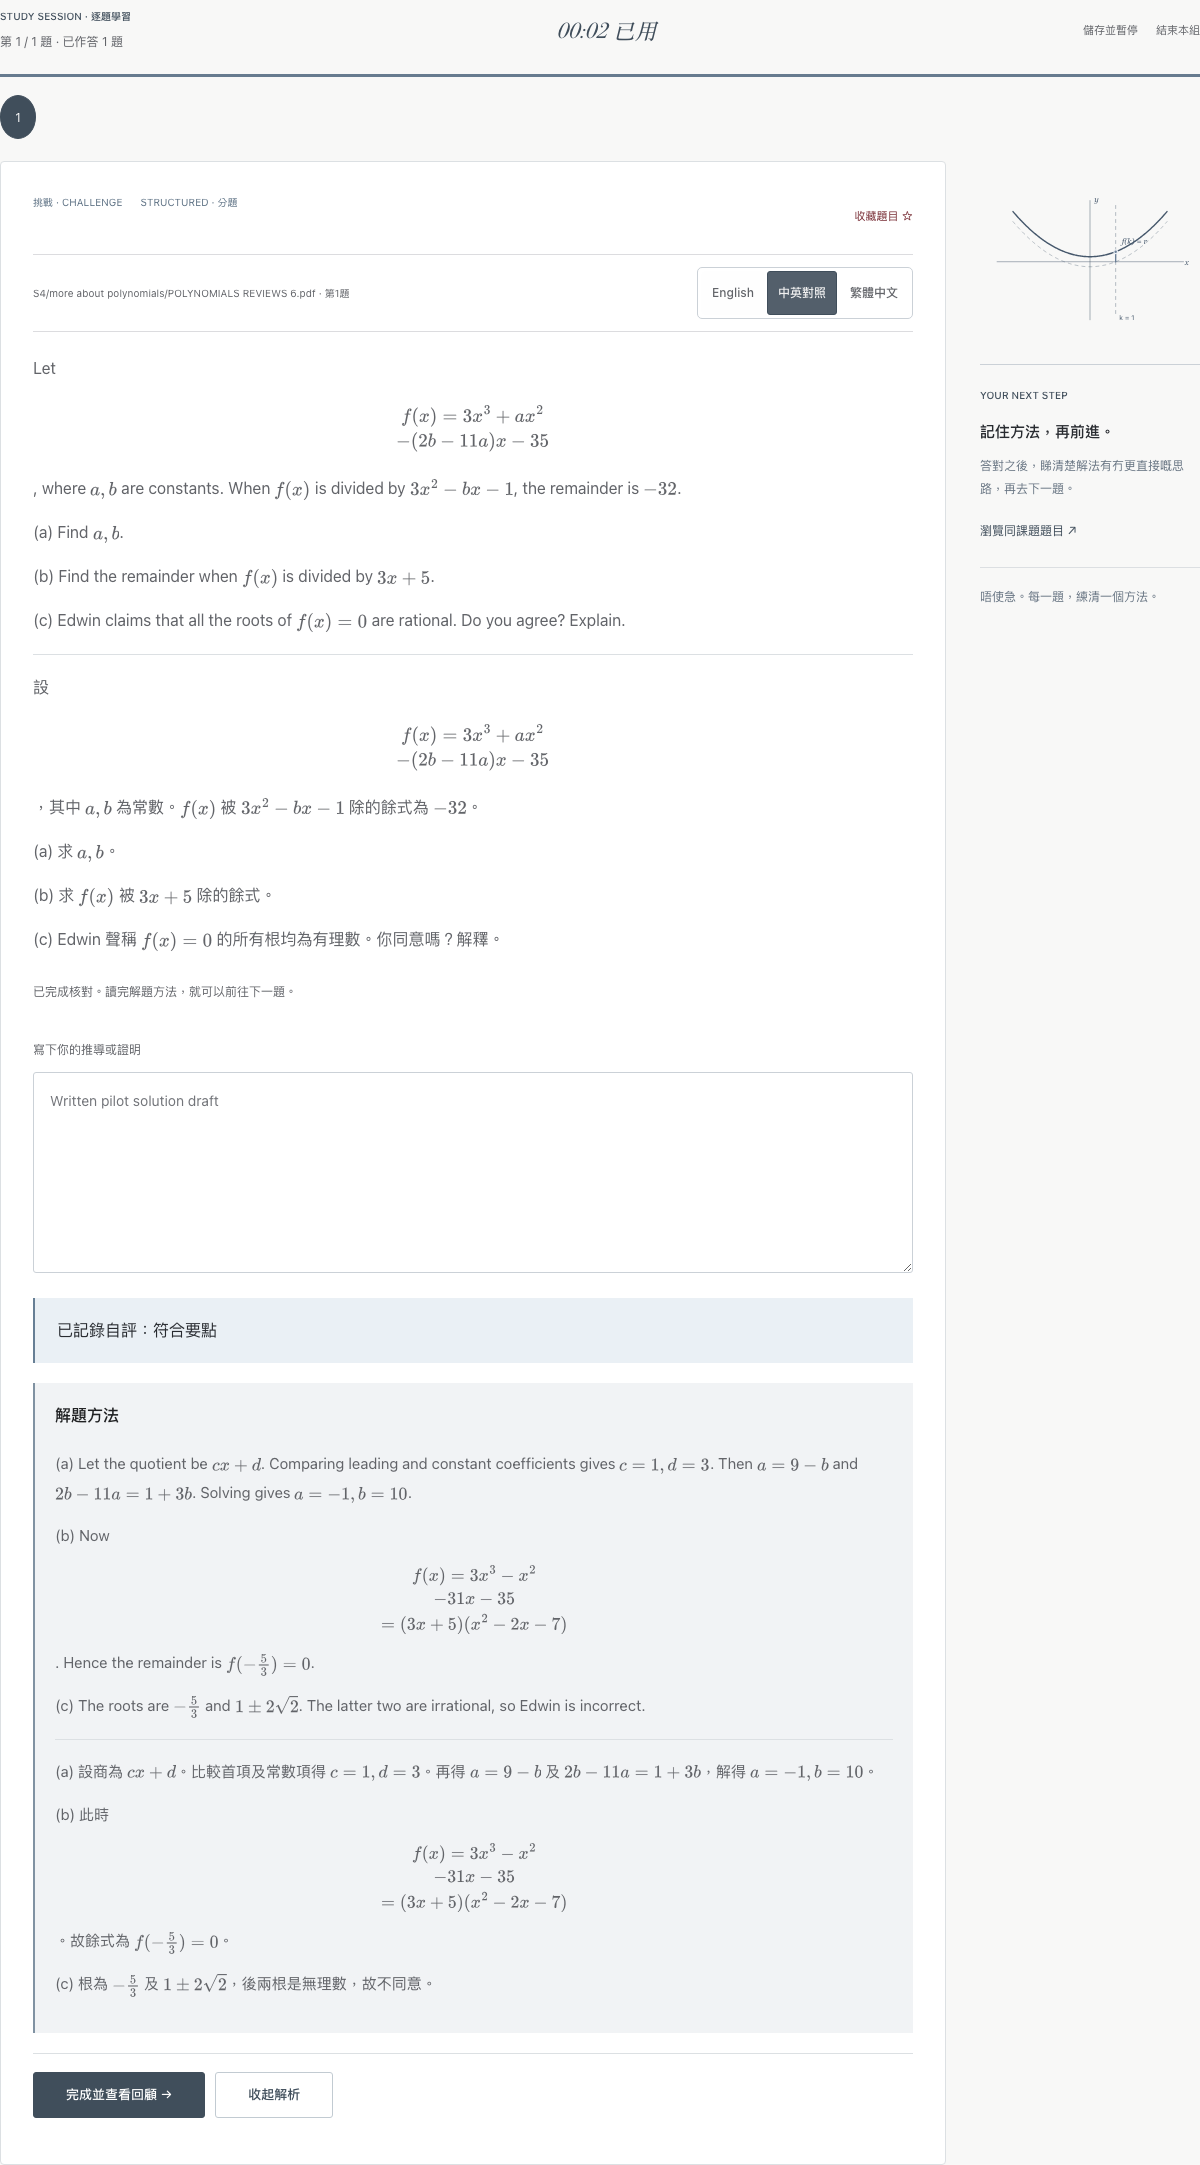 STUDY SESSION · 逐題學習
第 1 / 1 題 · 已作答 1 題
00:02 已用
儲存並暫停 結束本組
1
挑戰 · CHALLENGE STRUCTURED · 分題
收藏題目 ☆
S4/more about polynomials/POLYNOMIALS REVIEWS 6.pdf · 第1題
English 中英對照 繁體中文
Let
f(x) = 3x³ + ax²
−(2b − 11a)x − 35
, where a, b are constants. When f(x) is divided by 3x² − bx − 1, the remainder is −32.
(a) Find a, b.
(b) Find the remainder when f(x) is divided by 3x + 5.
(c) Edwin claims that all the roots of f(x) = 0 are rational. Do you agree? Explain.
設
f(x) = 3x³ + ax²
−(2b − 11a)x − 35
，其中 a, b 為常數。f(x) 被 3x² − bx − 1 除的餘式為 −32。
(a) 求 a, b。
(b) 求 f(x) 被 3x + 5 除的餘式。
(c) Edwin 聲稱 f(x) = 0 的所有根均為有理數。你同意嗎？解釋。
已完成核對。讀完解題方法，就可以前往下一題。
寫下你的推導或證明
Written pilot solution draft
已記錄自評：符合要點
解題方法
(a) Let the quotient be cx + d. Comparing leading and constant coefficients gives c = 1, d = 3. Then a = 9 − b and
2b − 11a = 1 + 3b. Solving gives a = −1, b = 10.
(b) Now
f(x) = 3x³ − x²
−31x − 35
= (3x + 5)(x² − 2x − 7)
. Hence the remainder is f(−5/3) = 0.
(c) The roots are −5/3 and 1 ± 2√2. The latter two are irrational, so Edwin is incorrect.
(a) 設商為 cx + d。比較首項及常數項得 c = 1, d = 3。再得 a = 9 − b 及 2b − 11a = 1 + 3b，解得 a = −1, b = 10。
(b) 此時
f(x) = 3x³ − x²
−31x − 35
= (3x + 5)(x² − 2x − 7)
。故餘式為 f(−5/3) = 0。
(c) 根為 −5/3 及 1 ± 2√2，後兩根是無理數，故不同意。
完成並查看回顧 → 收起解析
y
f(k) = r
x
k = 1
YOUR NEXT STEP
記住方法，再前進。
答對之後，睇清楚解法有冇更直接嘅思
路，再去下一題。
瀏覽同課題題目 ↗
唔使急。每一題，練清一個方法。